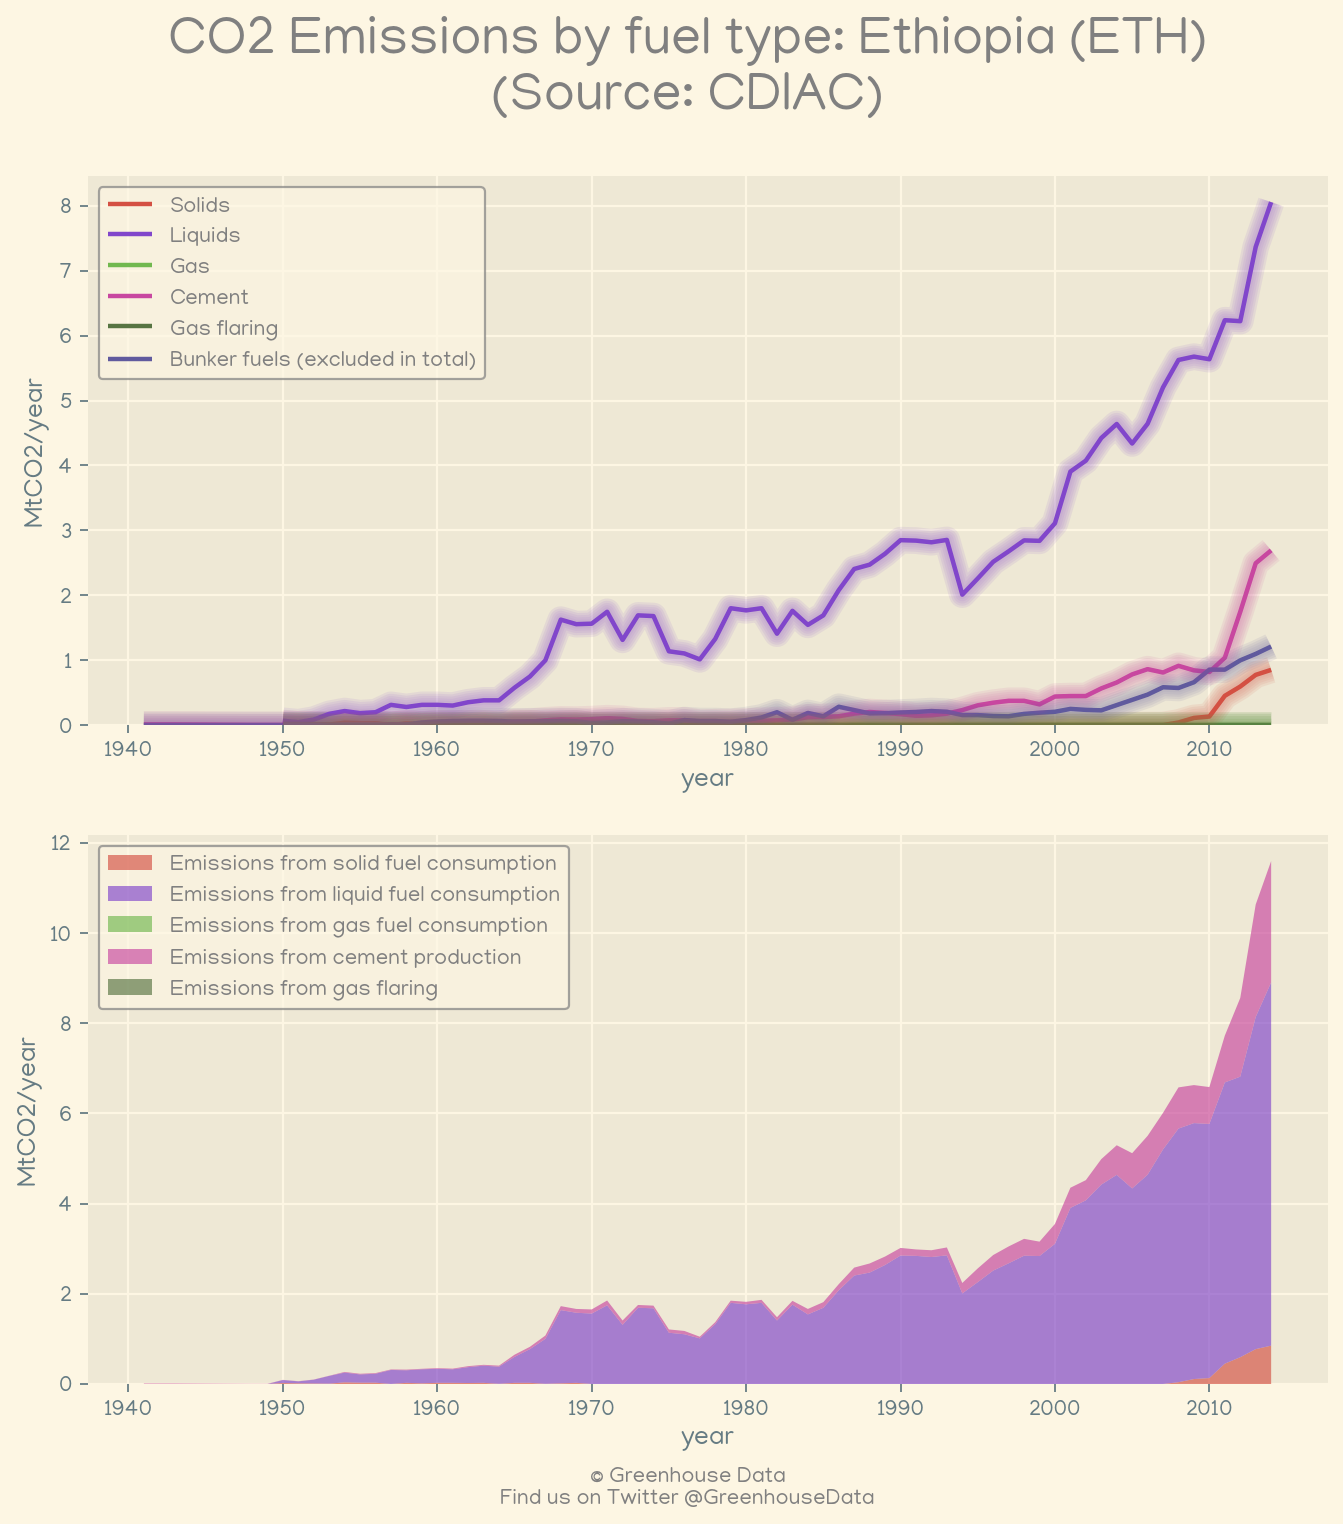 CO2 Emissions by fuel type: Ethiopia (ETH)
(Source: CDIAC)
Solids
Liquids
Gas
Cement
Gas flaring
Bunker fuels (excluded in total)
MtCO2/year
8
7
6
5
4
3
2
1
0
1940 1950 1960 1970 1980 1990 2000 2010
year
Emissions from solid fuel consumption
Emissions from liquid fuel consumption
Emissions from gas fuel consumption
Emissions from cement production
Emissions from gas flaring
MtCO2/year
12
10
8
6
4
2
0
1940 1950 1960 1970 1980 1990 2000 2010
year
© Greenhouse Data
Find us on Twitter @GreenhouseData